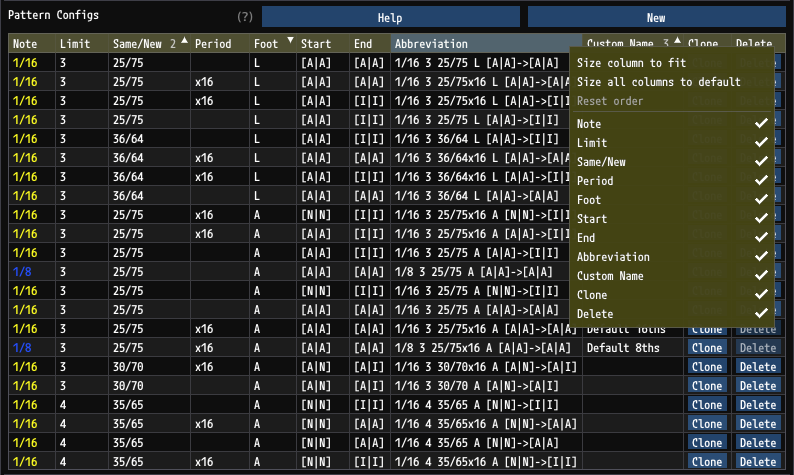 Pattern Configs (?) Help New
Note Limit Same/New 2 Period Foot Start End Abbreviation Custom Name 3 Clone Delete
1/16 3 25/75 L [A|A] [A|A] 1/16 3 25/75 L [A|A]->[A|A]
1/16 3 25/75 x16 L [A|A] [A|A] 1/16 3 25/75x16 L [A|A]->[A|A
1/16 3 25/75 x16 L [A|A] [I|I] 1/16 3 25/75x16 L [A|A]->[I|I
1/16 3 25/75 L [A|A] [I|I] 1/16 3 25/75 L [A|A]->[I|I]
1/16 3 36/64 L [A|A] [I|I] 1/16 3 36/64 L [A|A]->[I|I]
1/16 3 36/64 x16 L [A|A] [A|A] 1/16 3 36/64x16 L [A|A]->[A|A
1/16 3 36/64 x16 L [A|A] [I|I] 1/16 3 36/64x16 L [A|A]->[I|I
1/16 3 36/64 L [A|A] [A|A] 1/16 3 36/64 L [A|A]->[A|A]
1/16 3 25/75 x16 A [N|N] [I|I] 1/16 3 25/75x16 A [N|N]->[I|I
1/16 3 25/75 x16 A [A|A] [I|I] 1/16 3 25/75x16 A [A|A]->[I|I
1/16 3 25/75 A [A|A] [I|I] 1/16 3 25/75 A [A|A]->[I|I]
1/8 3 25/75 A [A|A] [A|A] 1/8 3 25/75 A [A|A]->[A|A]
1/16 3 25/75 A [N|N] [I|I] 1/16 3 25/75 A [N|N]->[I|I]
1/16 3 25/75 A [A|A] [A|A] 1/16 3 25/75 A [A|A]->[A|A]
1/16 3 25/75 x16 A [A|A] [A|A] 1/16 3 25/75x16 A [A|A]->[A|A] Default 16ths Clone Delete
1/8 3 25/75 x16 A [A|A] [A|A] 1/8 3 25/75x16 A [A|A]->[A|A] Default 8ths Clone Delete
1/16 3 30/70 x16 A [A|N] [A|I] 1/16 3 30/70x16 A [A|N]->[A|I] Clone Delete
1/16 3 30/70 A [A|N] [A|I] 1/16 3 30/70 A [A|N]->[A|I] Clone Delete
1/16 4 35/65 A [N|N] [I|I] 1/16 4 35/65 A [N|N]->[I|I] Clone Delete
1/16 4 35/65 x16 A [N|N] [A|A] 1/16 4 35/65x16 A [N|N]->[A|A] Clone Delete
1/16 4 35/65 A [N|N] [A|A] 1/16 4 35/65 A [N|N]->[A|A] Clone Delete
1/16 4 35/65 x16 A [N|N] [I|I] 1/16 4 35/65x16 A [N|N]->[I|I] Clone Delete
Size column to fit
Size all columns to default
Reset order
Note
Limit
Same/New
Period
Foot
Start
End
Abbreviation
Custom Name
Clone
Delete